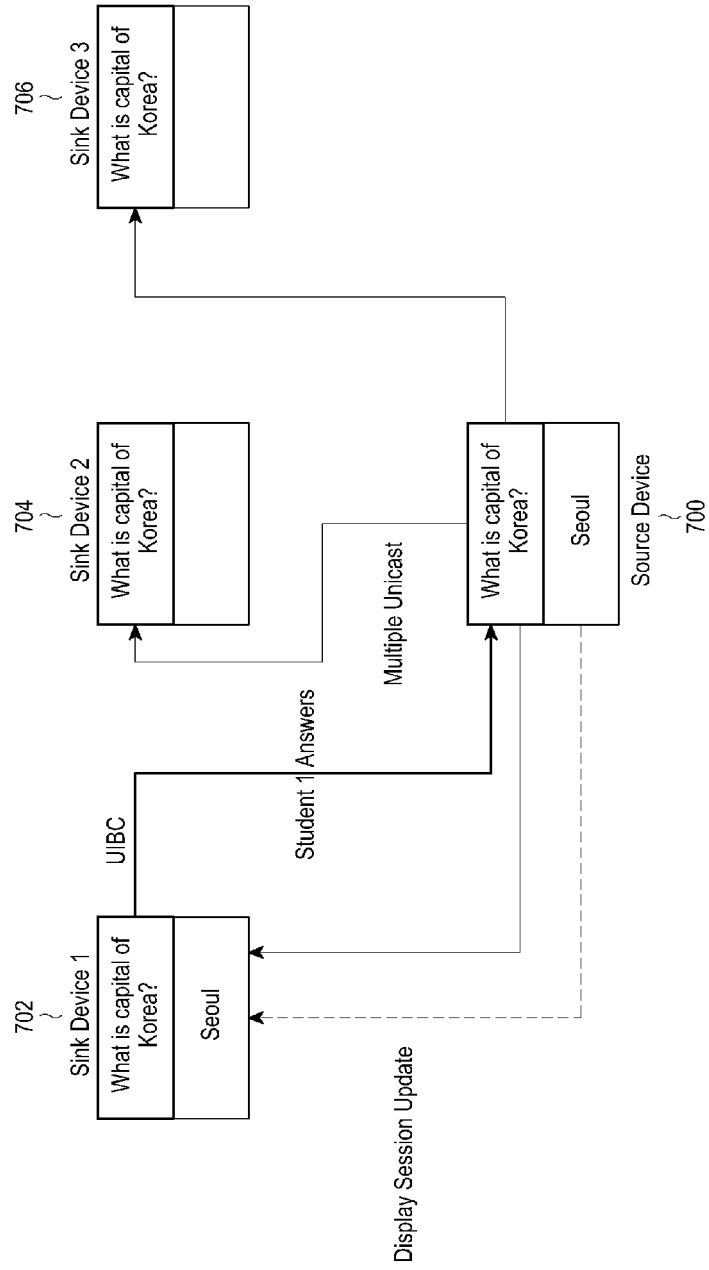 702
Sink Device 1
What is capital of
Korea?
Seoul
704
Sink Device 2
What is capital of
Korea?
706
Sink Device 3
What is capital of
Korea?
UIBC
Student 1 Answers
Multiple Unicast
Display Session Update
What is capital of
Korea?
Seoul
Source Device
700